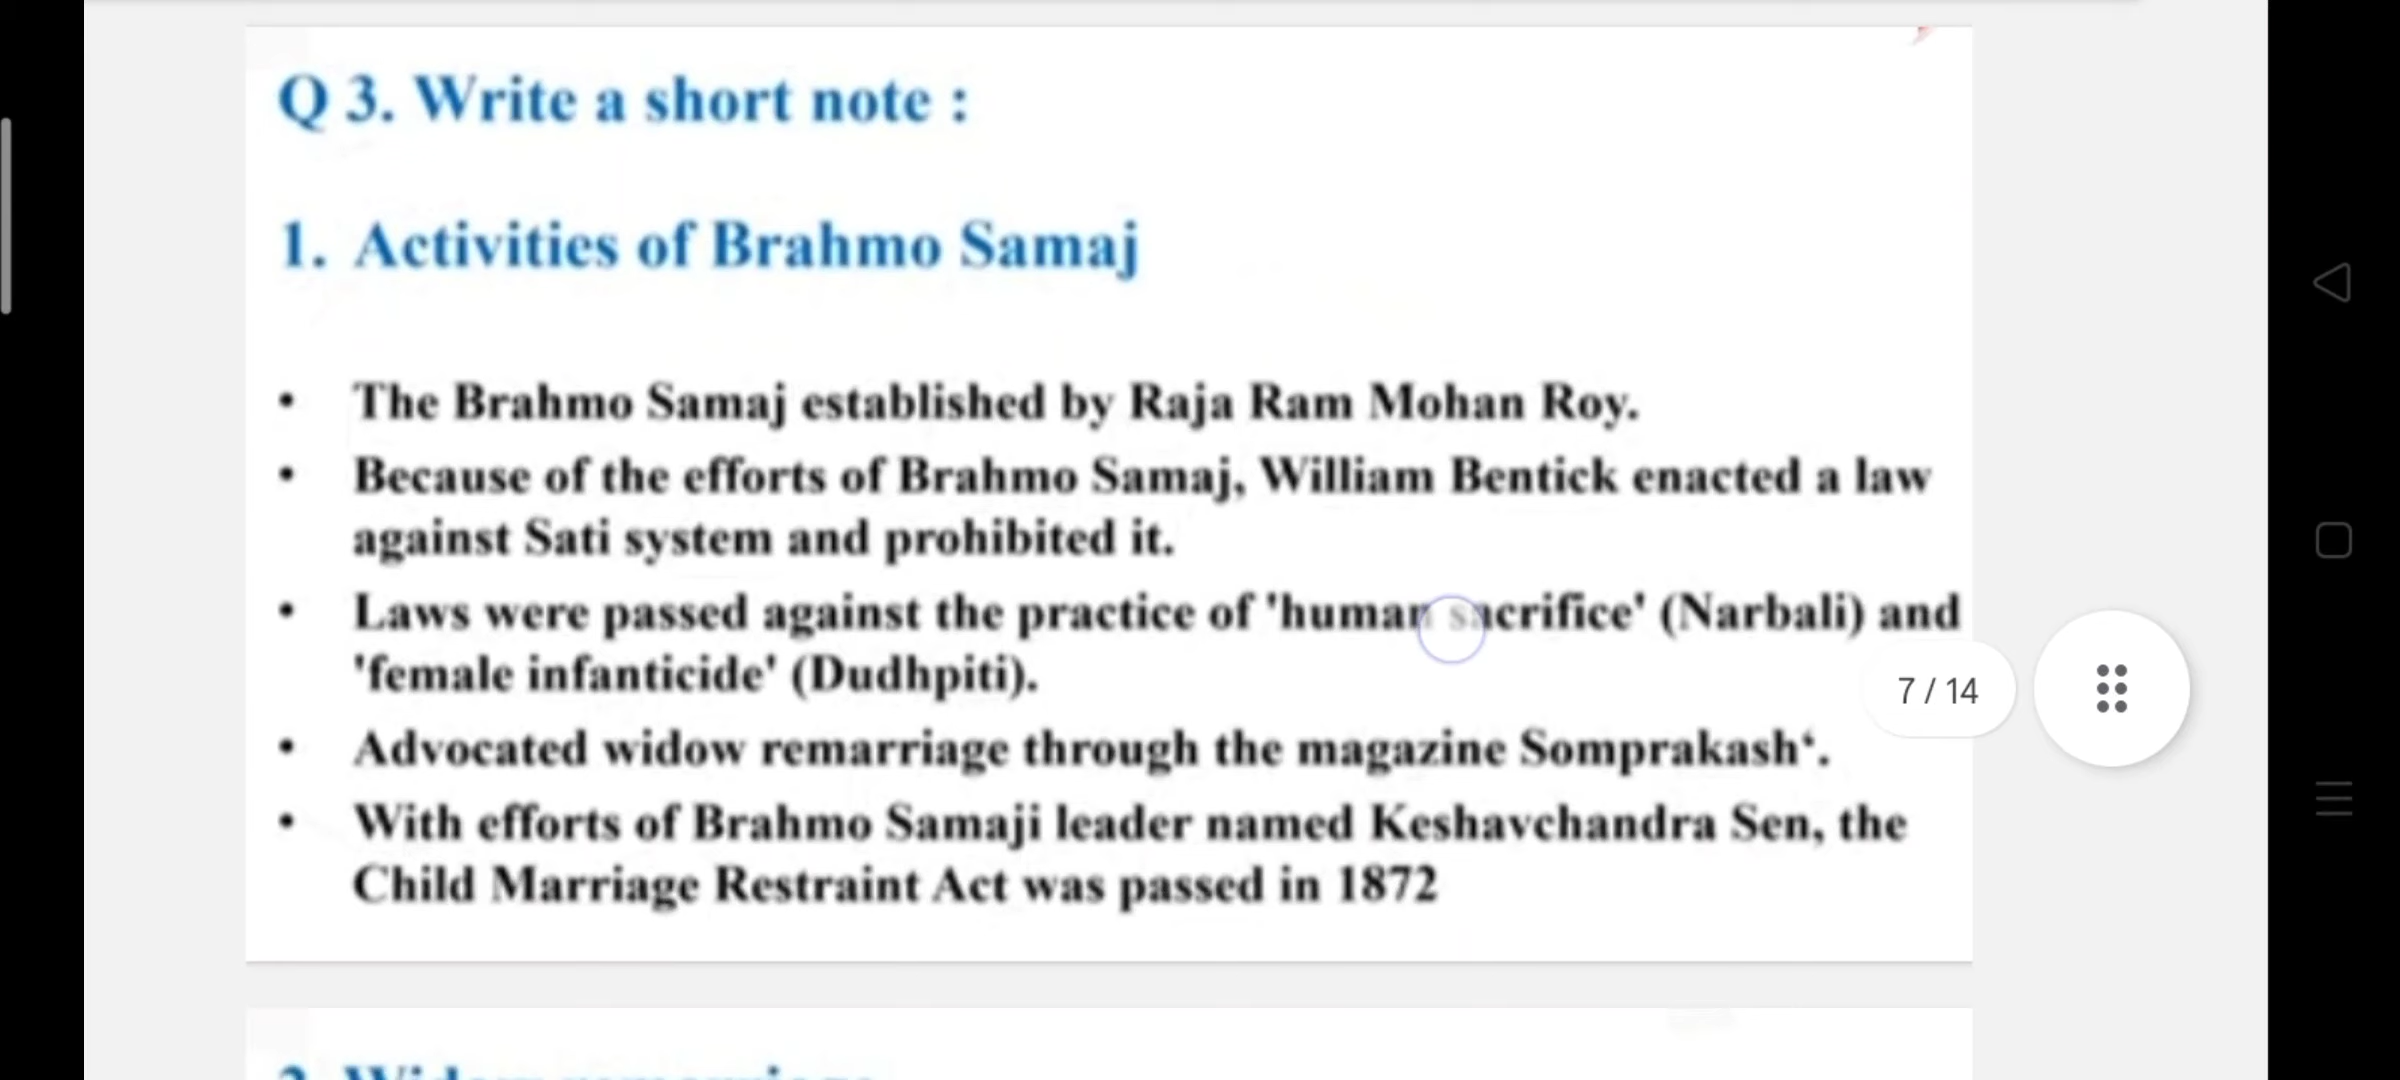 Q 3. Write a short note :
1. Activities of Brahmo Samaj
• The Brahmo Samaj established by Raja Ram Mohan Roy.
• Because of the efforts of Brahmo Samaj, William Bentick enacted a law
against Sati system and prohibited it.
• Laws were passed against the practice of 'human sacrifice' (Narbali) and
'female infanticide' (Dudhpiti).
7 / 14
• Advocated widow remarriage through the magazine Somprakash‘.
• With efforts of Brahmo Samaji leader named Keshavchandra Sen, the
Child Marriage Restraint Act was passed in 1872
2. Widow remarriage